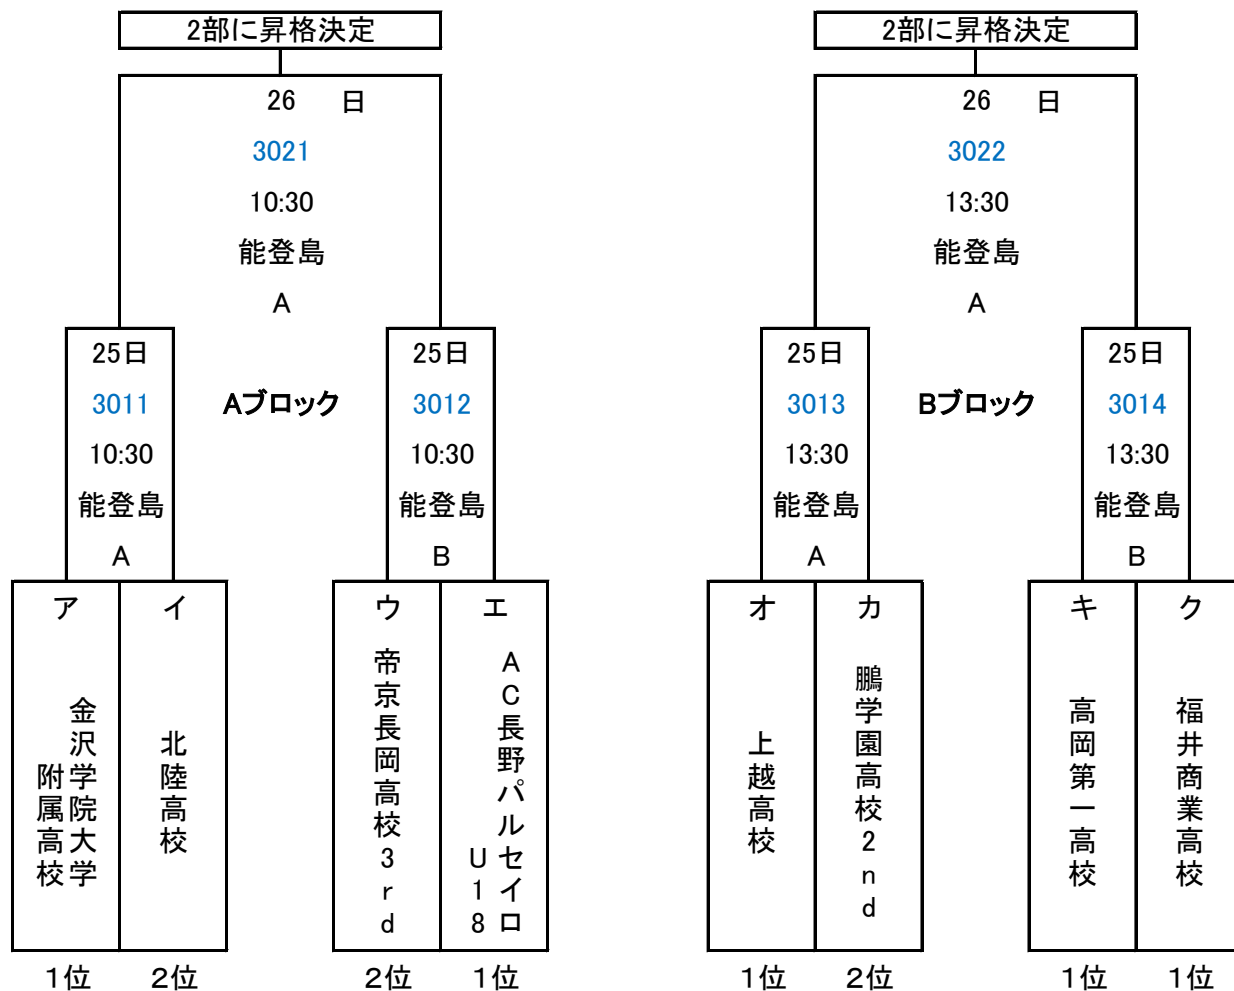 2部に昇格決定
26 日
3021
10:30
能登島
A
25日
3011
10:30
能登島
A
Aブロック
25日
3012
10:30
能登島
B
ア
金沢学院大学
附属高校
1位
イ
北陸高校
2位
ウ
帝京長岡高校3rd
2位
エ
AC長野パルセイロ
U18
1位
2部に昇格決定
26 日
3022
13:30
能登島
A
25日
3013
13:30
能登島
A
Bブロック
25日
3014
13:30
能登島
B
オ
上越高校
1位
カ
鵬学園高校2nd
2位
キ
高岡第一高校
1位
ク
福井商業高校
1位